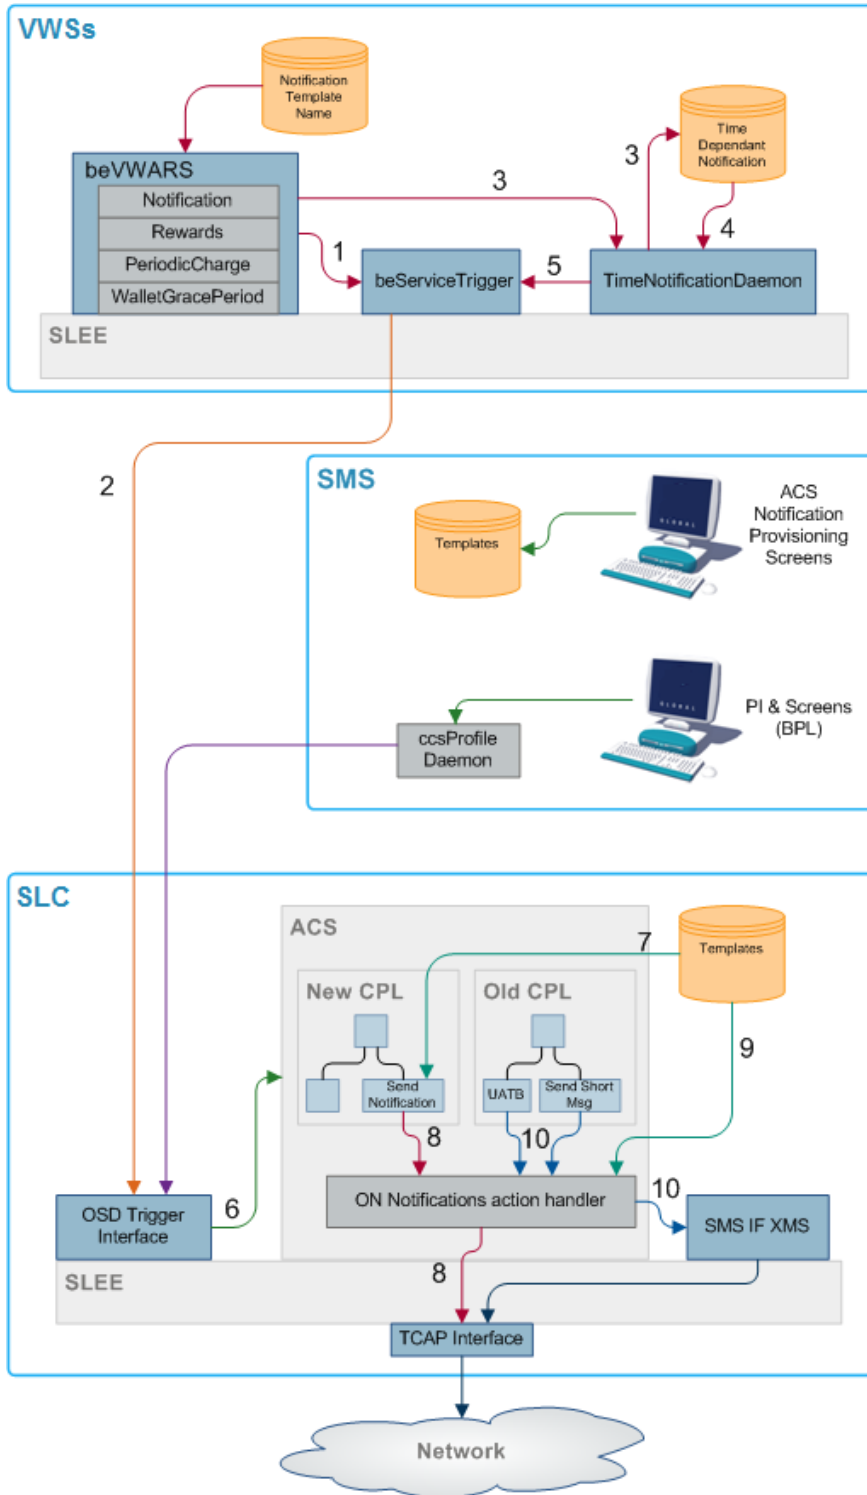 VWSs
Notification
Template
Name
Time
Dependant
Notification
beVWARS
Notification
Rewards
PeriodicCharge
WalletGracePeriod
3
3
4
1
5
beServiceTrigger
TimeNotificationDaemon
SLEE
2
SMS
Templates
GLOBAL
ACS
Notification
Provisioning
Screens
GLOBAL
PI & Screens
(BPL)
ccsProfile
Daemon
SLC
ACS
7
Templates
New CPL
Old CPL
9
Send
Notification
UATB
Send Short
Msg
8
10
ON Notifications action handler
10
OSD Trigger
Interface
6
SMS IF XMS
8
SLEE
TCAP Interface
Network